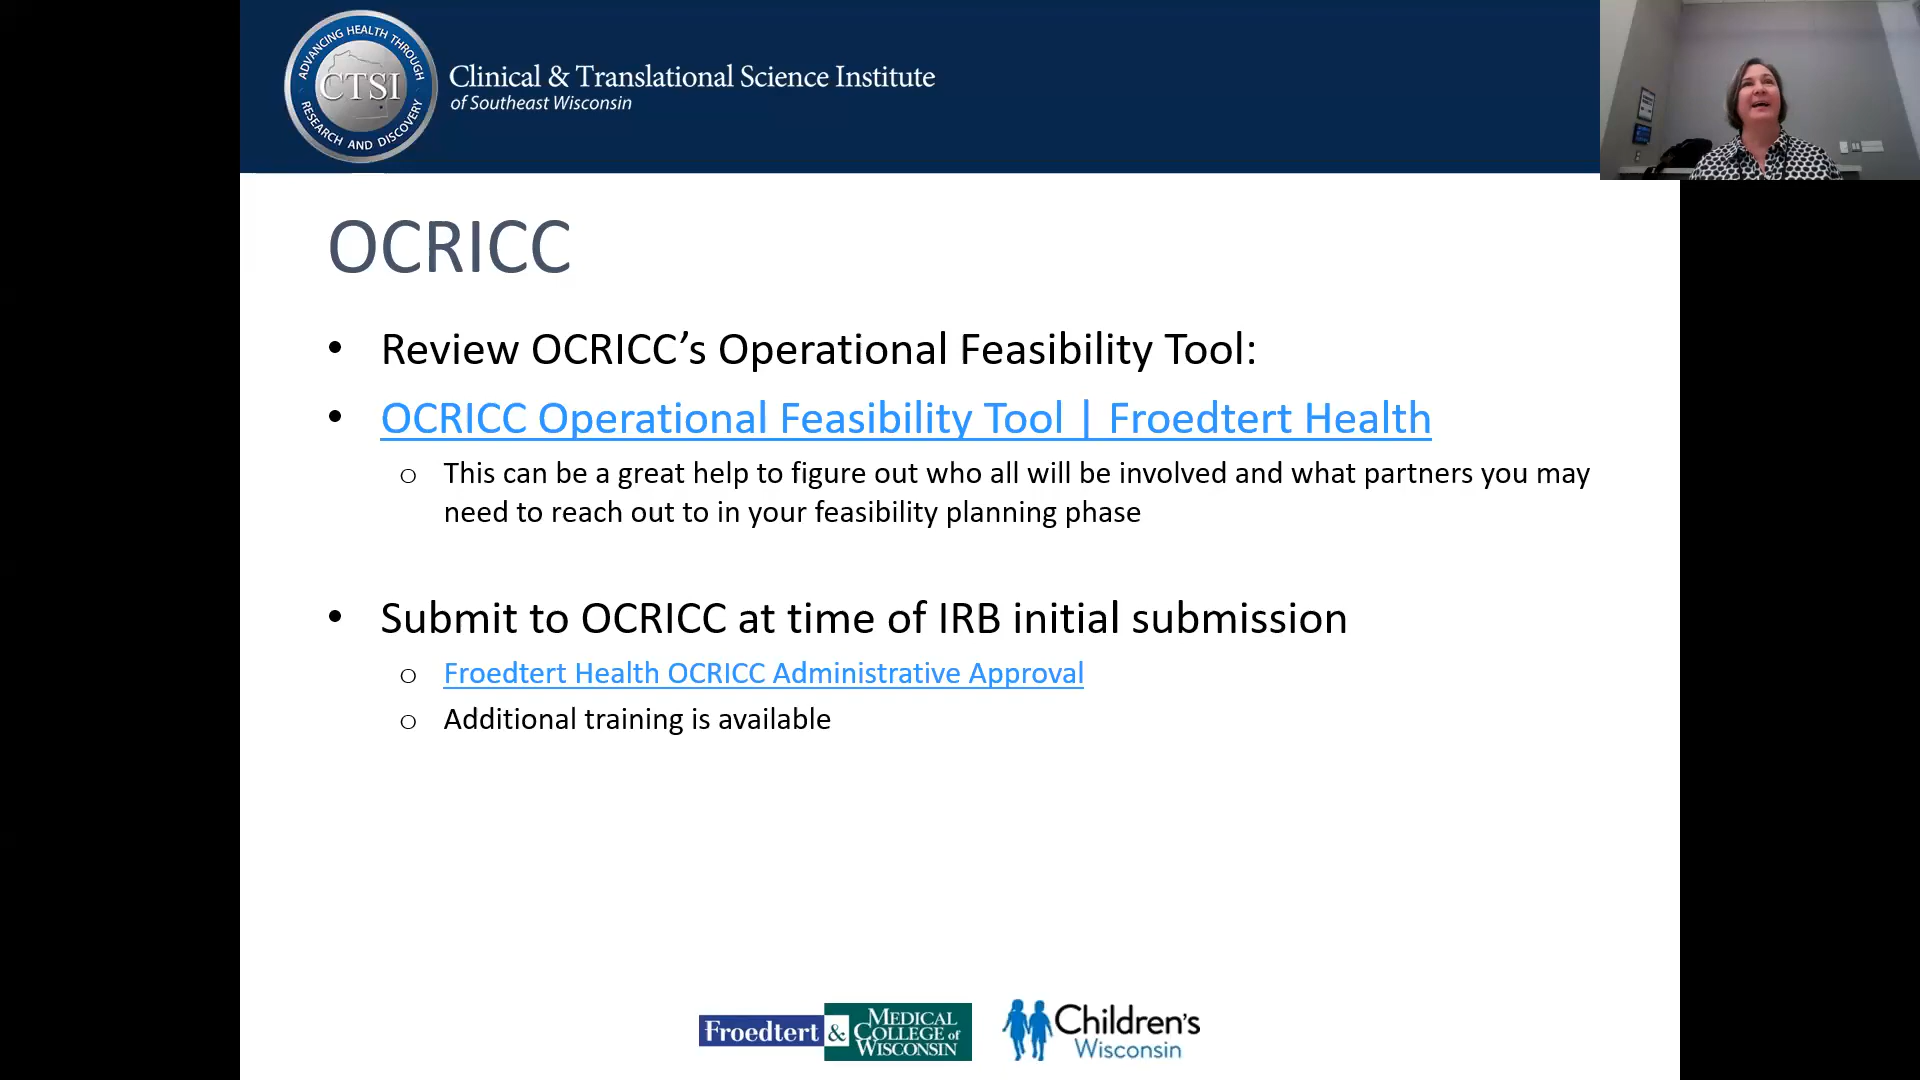 ADVANCING HEALTH THROUGH
CTSI
RESEARCH AND DISCOVERY
Clinical & Translational Science Institute
of Southeast Wisconsin
OCRICC
• Review OCRICC’s Operational Feasibility Tool:
• OCRICC Operational Feasibility Tool | Froedtert Health
o This can be a great help to figure out who all will be involved and what partners you may
need to reach out to in your feasibility planning phase
• Submit to OCRICC at time of IRB initial submission
o Froedtert Health OCRICC Administrative Approval
o Additional training is available
Froedtert &
MEDICAL
COLLEGE of
WISCONSIN
Children's
Wisconsin